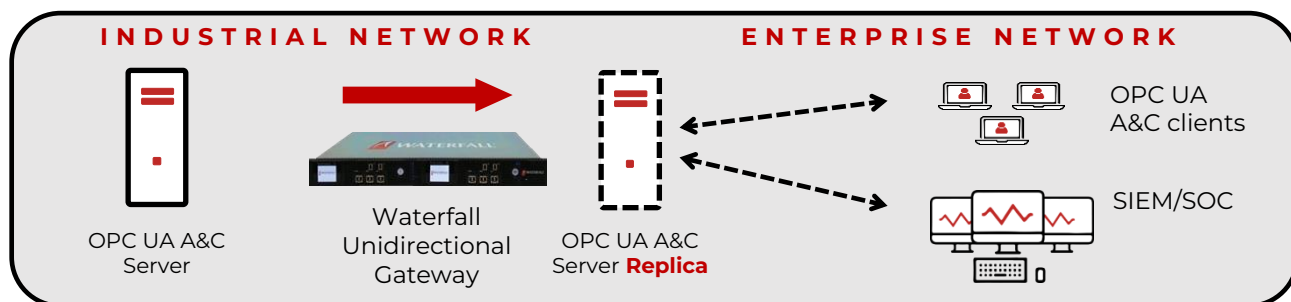 INDUSTRIAL NETWORK
ENTERPRISE NETWORK
WATERFALL
OPC UA A&C
Server
Waterfall
Unidirectional
Gateway
OPC UA A&C
Server Replica
OPC UA
A&C clients
SIEM/SOC